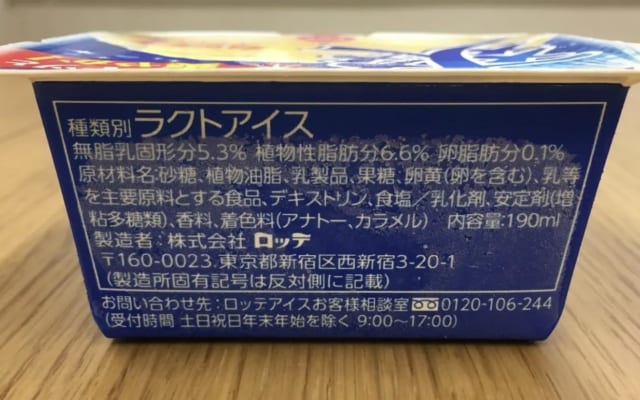 種類別 ラクトアイス
無脂乳固形分5.3% 植物性脂肪分6.6% 卵脂肪分0.1%
原材料名:砂糖、植物油脂、乳製品、果糖、卵黄(卵を含む)、乳等
を主要原料とする食品、デキストリン、食塩/乳化剤、安定剤(増
粘多糖類)、香料、着色料(アナトー、カラメル) 内容量:190ml
製造者:株式会社 ロッテ
〒160-0023.東京都新宿区西新宿3-20-1
(製造所固有記号は反対側に記載)
お問い合わせ先:ロッテアイスお客様相談室 0120-106-244
(受付時間 土日祝日年末年始を除く 9:00〜17:00)